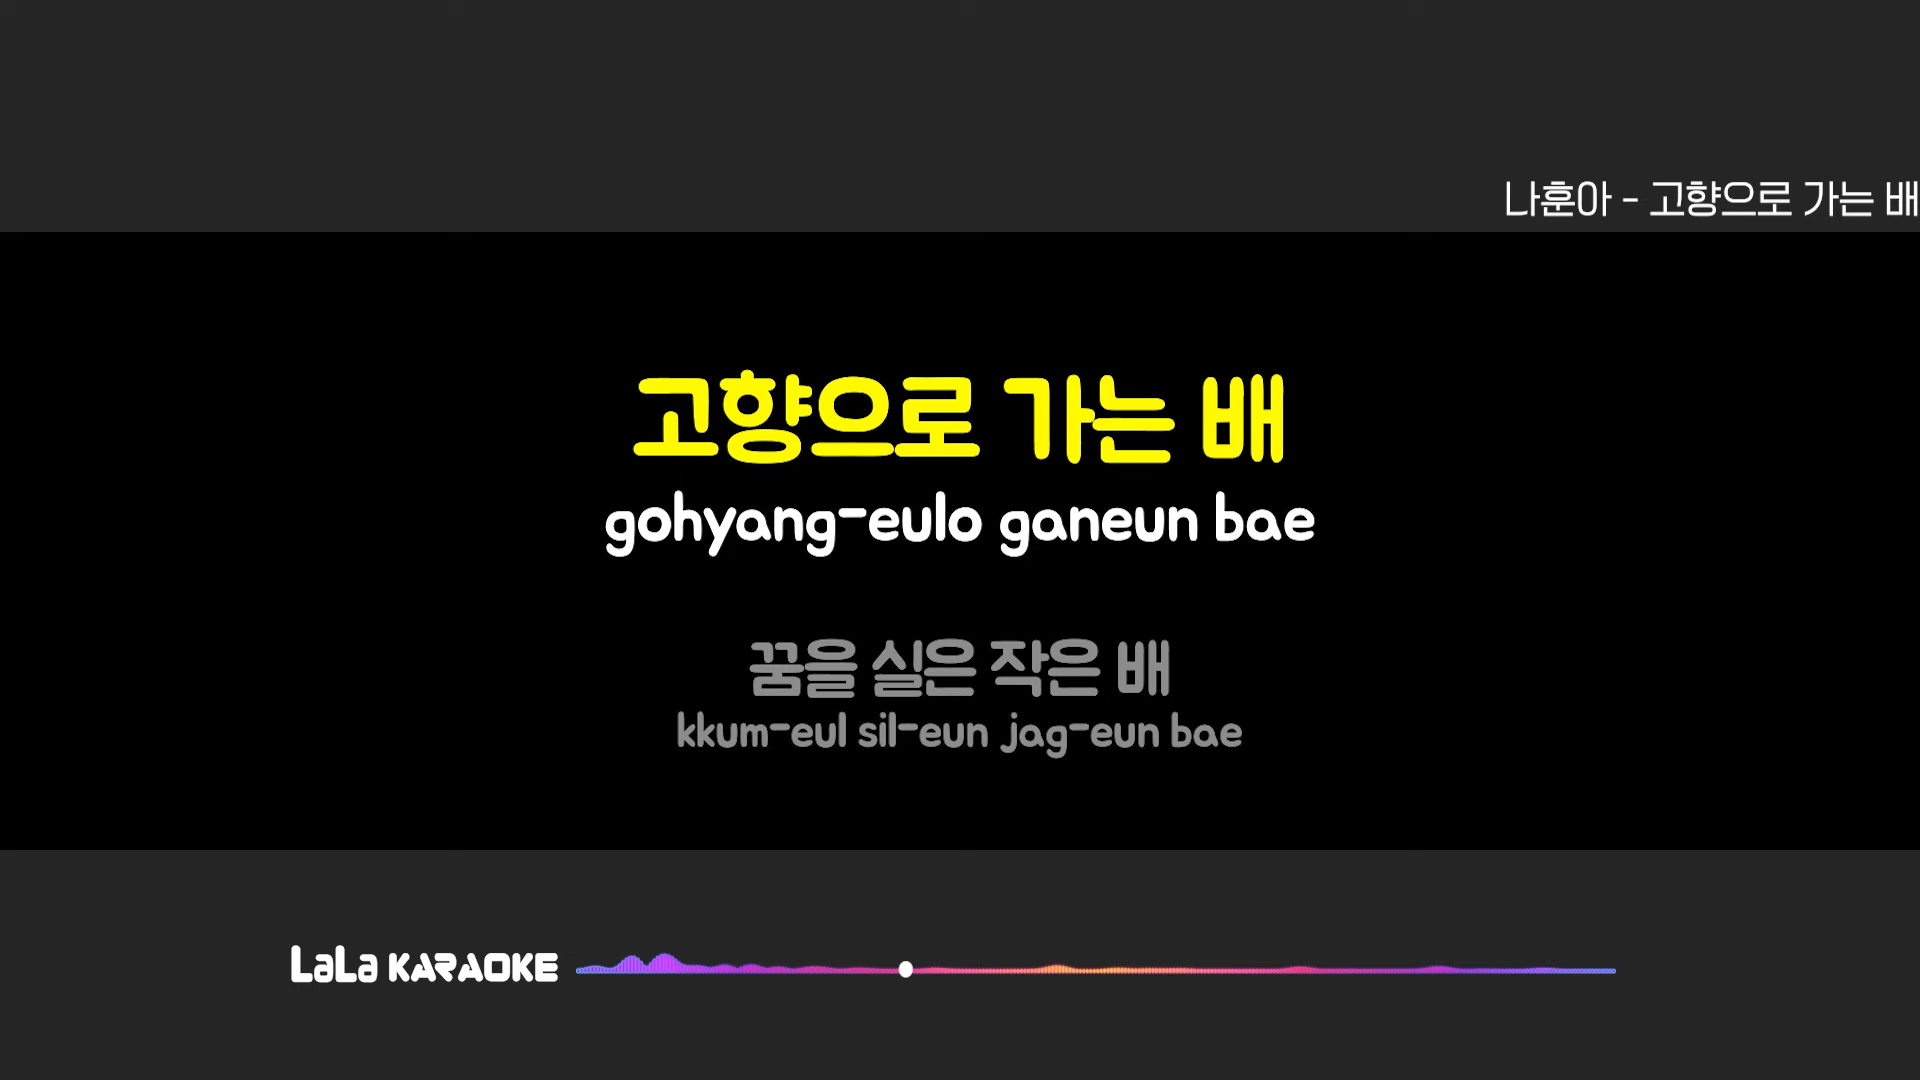 나훈아 - 고향으로 가는 배
고향으로 가는 배
gohyang-eulo ganeun bae
꿈을 실은 작은 배
kkum-eul sil-eun jag-eun bae
LaLa KARAOKE